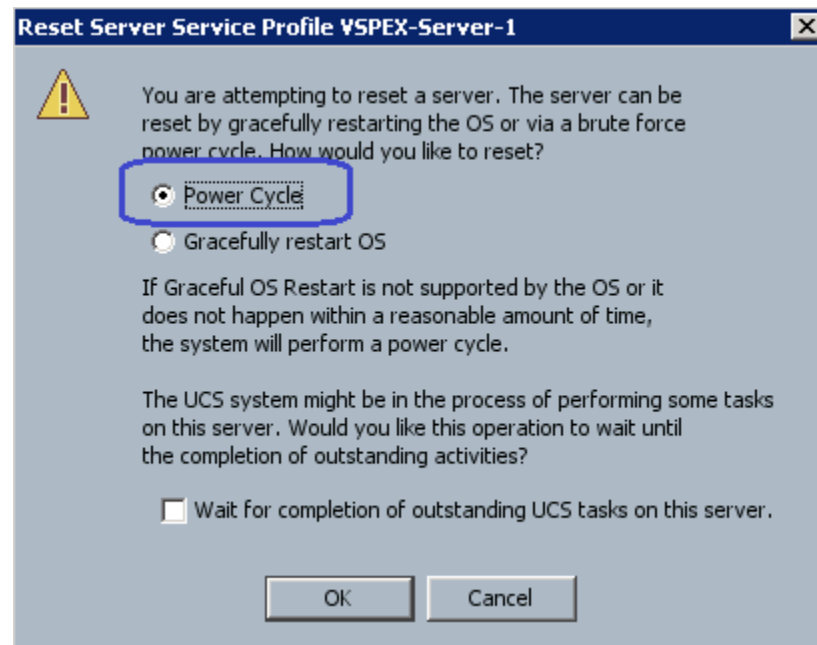 Reset Server Service Profile VSPEX-Server-1
You are attempting to reset a server. The server can be
reset by gracefully restarting the OS or via a brute force
power cycle. How would you like to reset?
Power Cycle
Gracefully restart OS
If Graceful OS Restart is not supported by the OS or it
does not happen within a reasonable amount of time,
the system will perform a power cycle.
The UCS system might be in the process of performing some tasks
on this server. Would you like this operation to wait until
the completion of outstanding activities?
Wait for completion of outstanding UCS tasks on this server.
OK Cancel